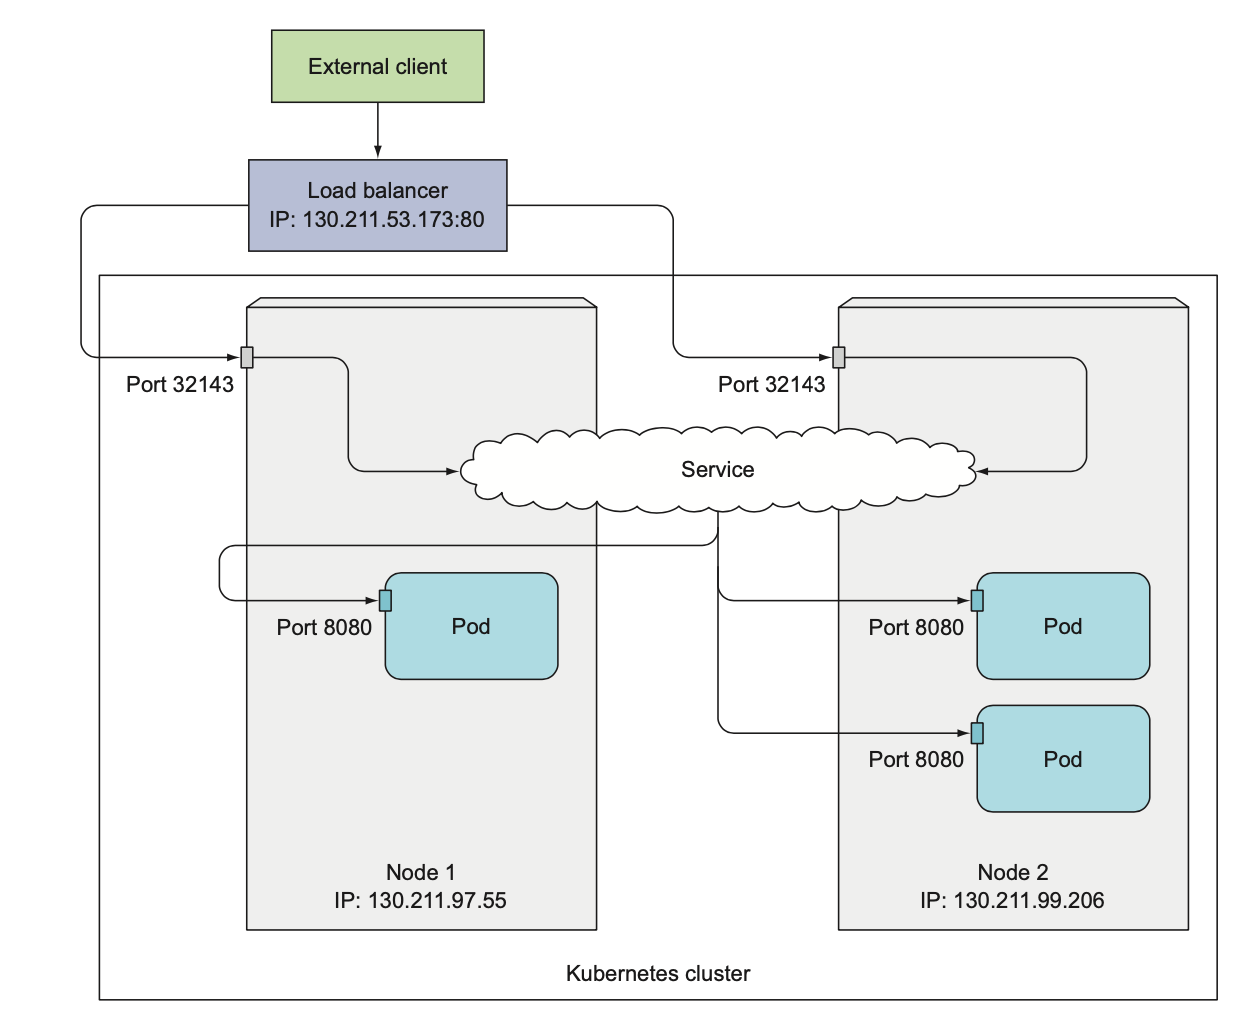 External client
Load balancer
IP: 130.211.53.173:80
Port 32143
Port 32143
Service
Port 8080
Pod
Port 8080
Pod
Port 8080
Pod
Node 1
IP: 130.211.97.55
Node 2
IP: 130.211.99.206
Kubernetes cluster